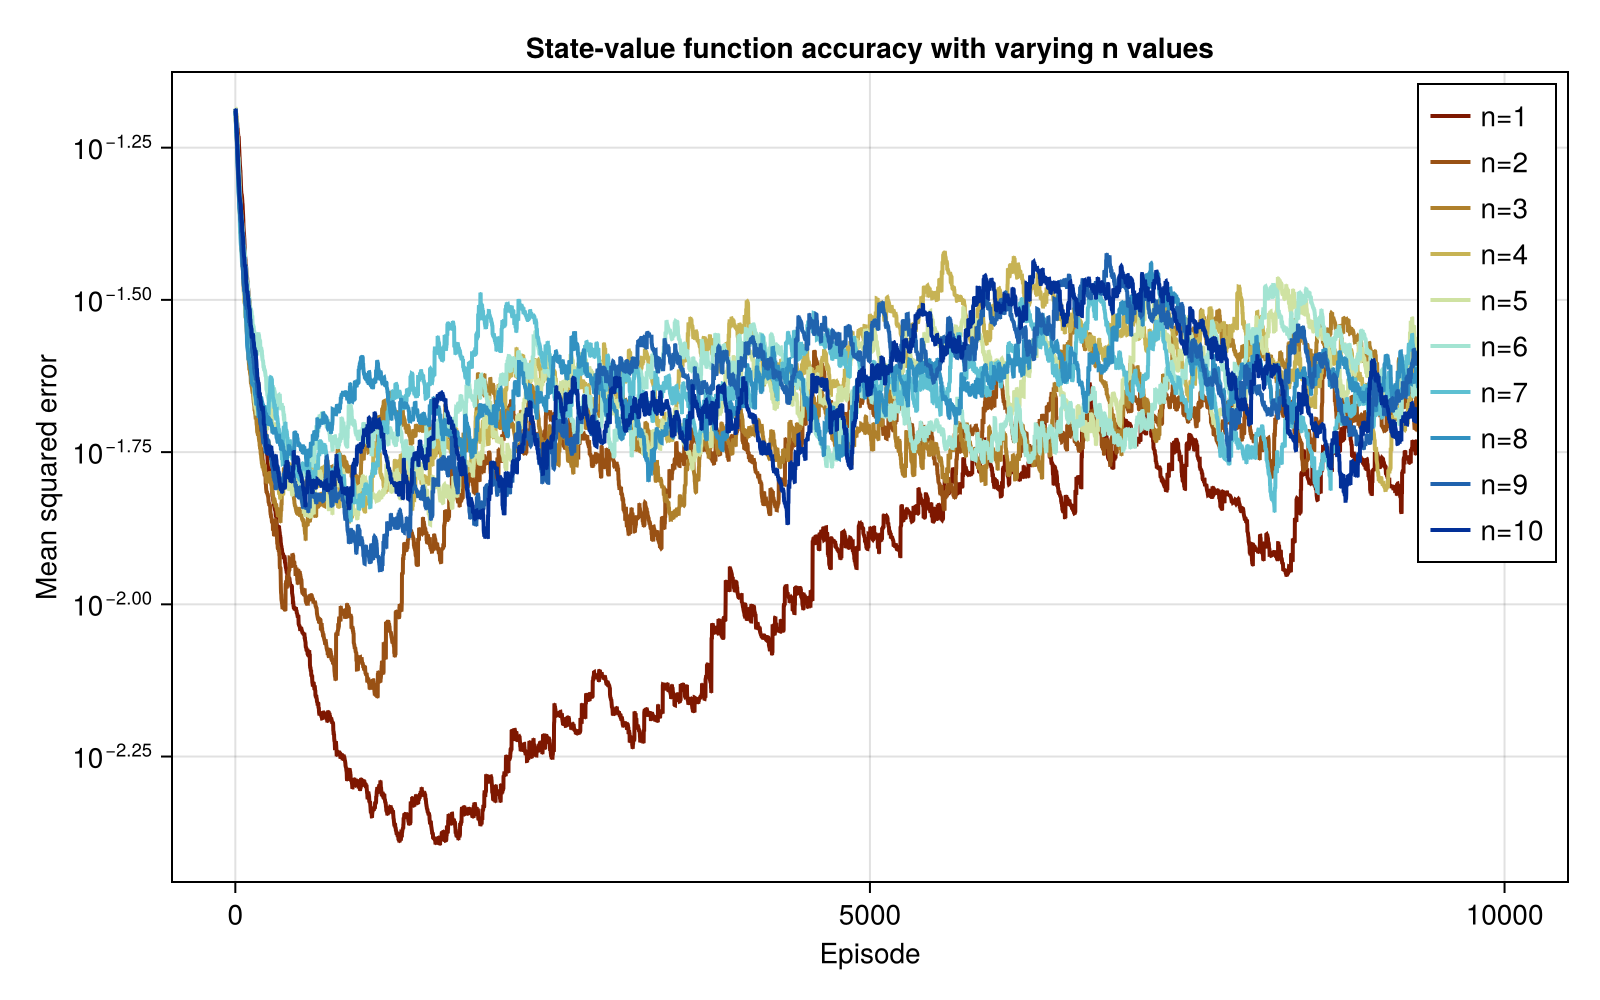 State-value function accuracy with varying n values
Mean squared error
10^−1.25
10^−1.50
10^−1.75
10^−2.00
10^−2.25
n=1
n=2
n=3
n=4
n=5
n=6
n=7
n=8
n=9
n=10
0
5000
10000
Episode